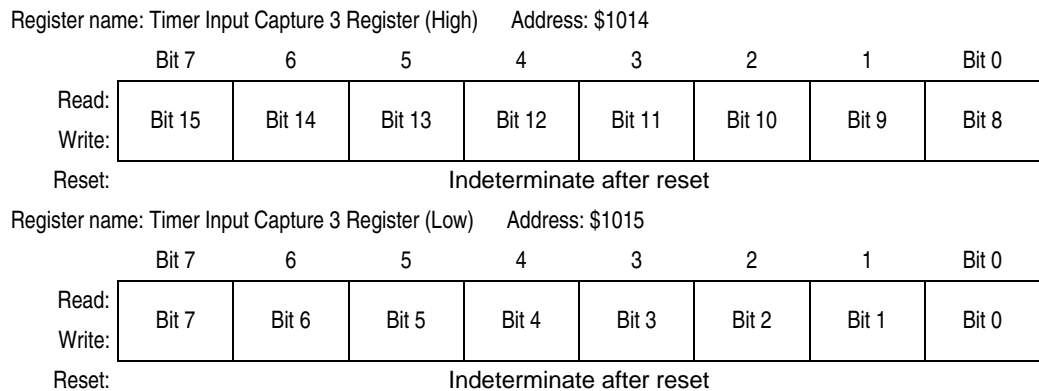 Register name: Timer Input Capture 3 Register (High) Address: $1014
Bit 7 6 5 4 3 2 1 Bit 0
Read:
Bit 15 Bit 14 Bit 13 Bit 12 Bit 11 Bit 10 Bit 9 Bit 8
Write:
Reset: Indeterminate after reset
Register name: Timer Input Capture 3 Register (Low) Address: $1015
Bit 7 6 5 4 3 2 1 Bit 0
Read:
Bit 7 Bit 6 Bit 5 Bit 4 Bit 3 Bit 2 Bit 1 Bit 0
Write:
Reset: Indeterminate after reset